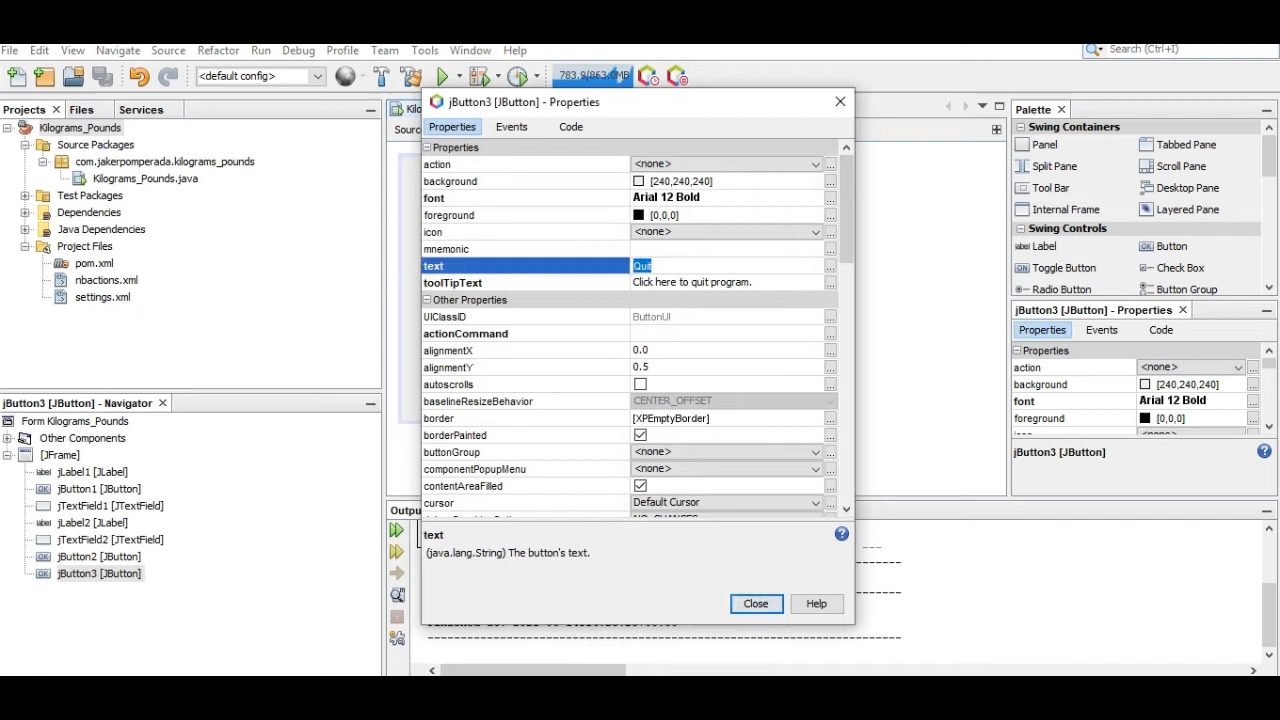 File Edit View Navigate Source Refactor Run Debug Profile Team Tools Window Help
Search (Ctrl+I)
<default config>
783.9/863.0MB
Projects Files Services
Kilograms_Pounds
Source Packages
com.jakerpomperada.kilograms_pounds
Kilograms_Pounds.java
Test Packages
Dependencies
Java Dependencies
Project Files
pom.xml
nbactions.xml
settings.xml
jButton3 [JButton] - Navigator
Form Kilograms_Pounds
Other Components
[JFrame]
label jLabel1 [JLabel]
OK jButton1 [JButton]
jTextField1 [JTextField]
label jLabel2 [JLabel]
jTextField2 [JTextField]
OK jButton2 [JButton]
OK jButton3 [JButton]
jButton3 [JButton] - Properties
Properties Events Code
Properties
action <none> ...
background [240,240,240] ...
font Arial 12 Bold ...
foreground [0,0,0] ...
icon <none> ...
mnemonic ...
text Quit ...
toolTipText Click here to quit program. ...
Other Properties
UIClassID ButtonUI ...
actionCommand ...
alignmentX 0.0 ...
alignmentY 0.5 ...
autoscrolls ...
baselineResizeBehavior CENTER_OFFSET
border [XPEmptyBorder] ...
borderPainted ...
buttonGroup <none> ...
componentPopupMenu <none> ...
contentAreaFilled ...
cursor Default Cursor ...
text
(java.lang.String) The button's text.
Close Help
Palette
Swing Containers
Panel Tabbed Pane
Split Pane Scroll Pane
Tool Bar Desktop Pane
Internal Frame Layered Pane
Swing Controls
label Label OK Button
ON Toggle Button Check Box
Radio Button Button Group
jButton3 [JButton] - Properties
Properties Events Code
Properties
action <none> ...
background [240,240,240] ...
font Arial 12 Bold ...
foreground [0,0,0] ...
jButton3 [JButton]